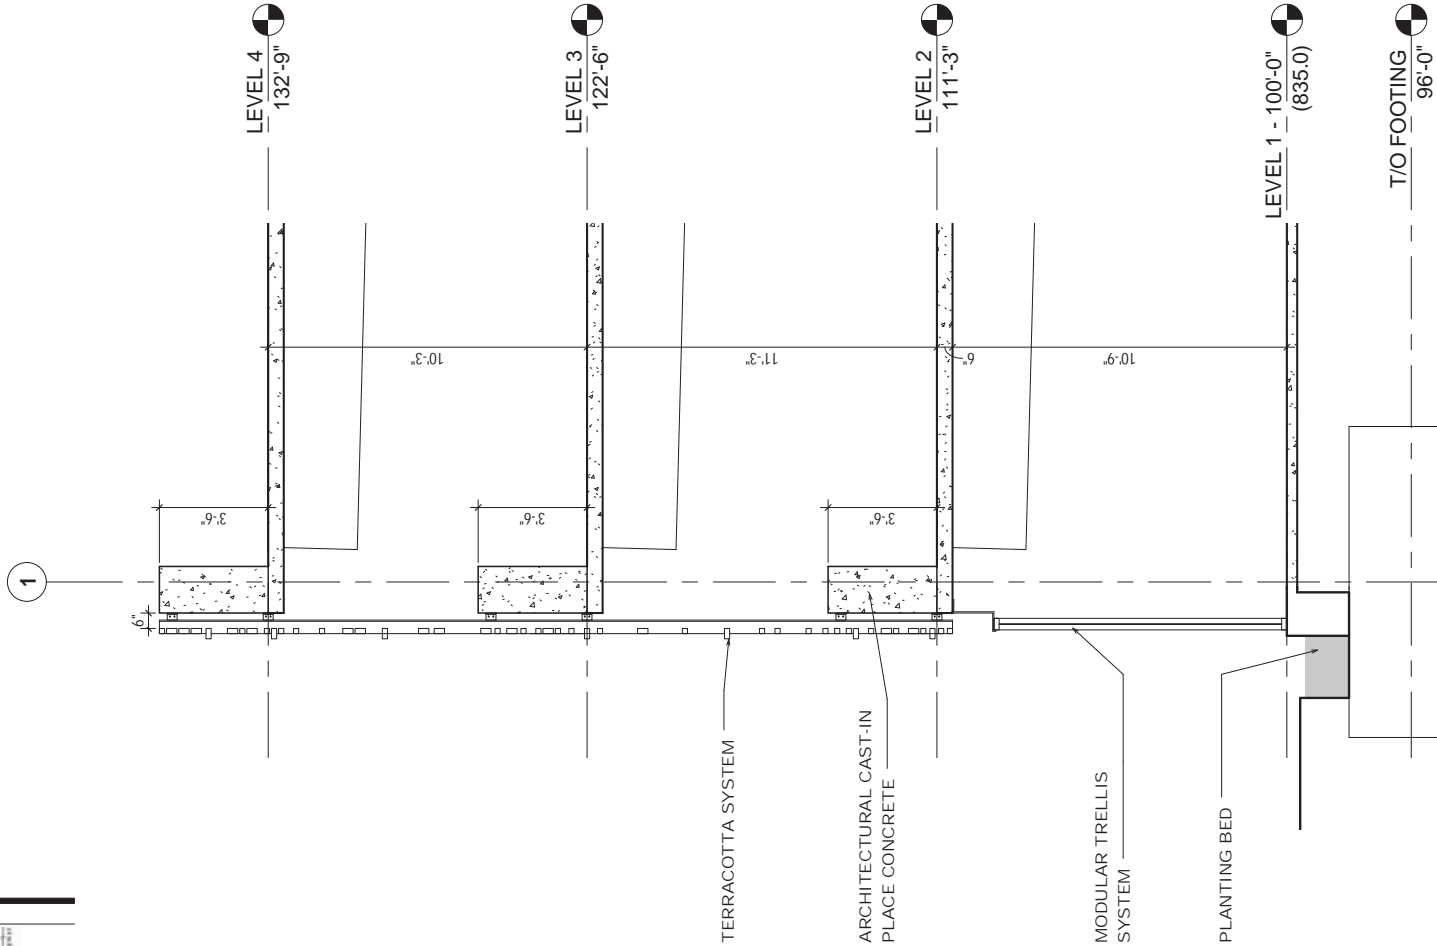 1
LEVEL 4
132'-9"
LEVEL 3
122'-6"
LEVEL 2
111'-3"
LEVEL 1 - 100'-0"
(835.0)
T/O FOOTING
96'-0"
10'-3"
11'-3"
6"
10'-9"
3'-6"
3'-6"
3'-6"
6"
TERRACOTTA SYSTEM
ARCHITECTURAL CAST-IN
PLACE CONCRETE
MODULAR TRELLIS
SYSTEM
PLANTING BED